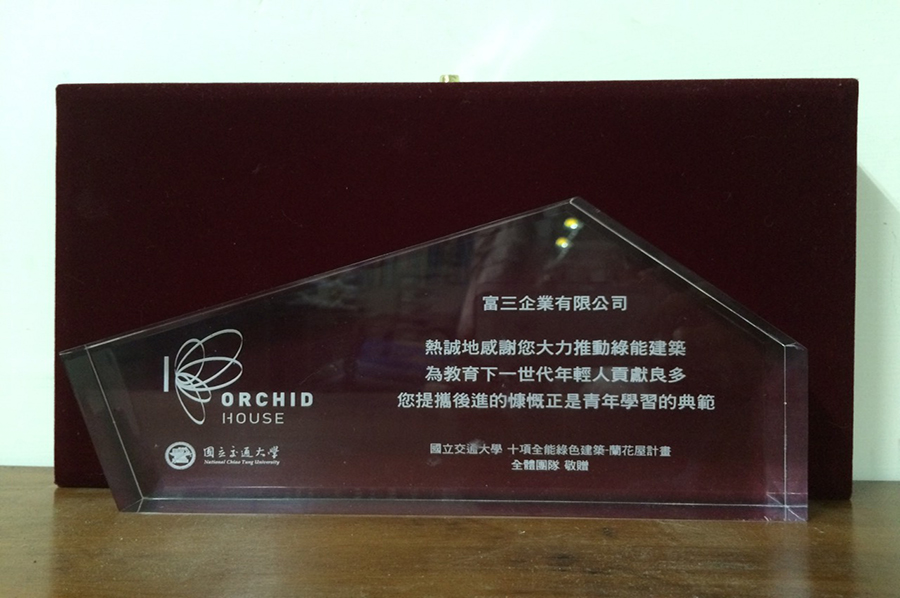 富三企業有限公司
熱誠地感謝您大力推動綠能建築
為教育下一世代年輕人貢獻良多
您提攜後進的慷慨正是青年學習的典範
國立交通大學 十項全能綠色建築-蘭花屋計畫
全體團隊 敬贈
ORCHID
HOUSE
國立交通大學
National Chiao Tung University